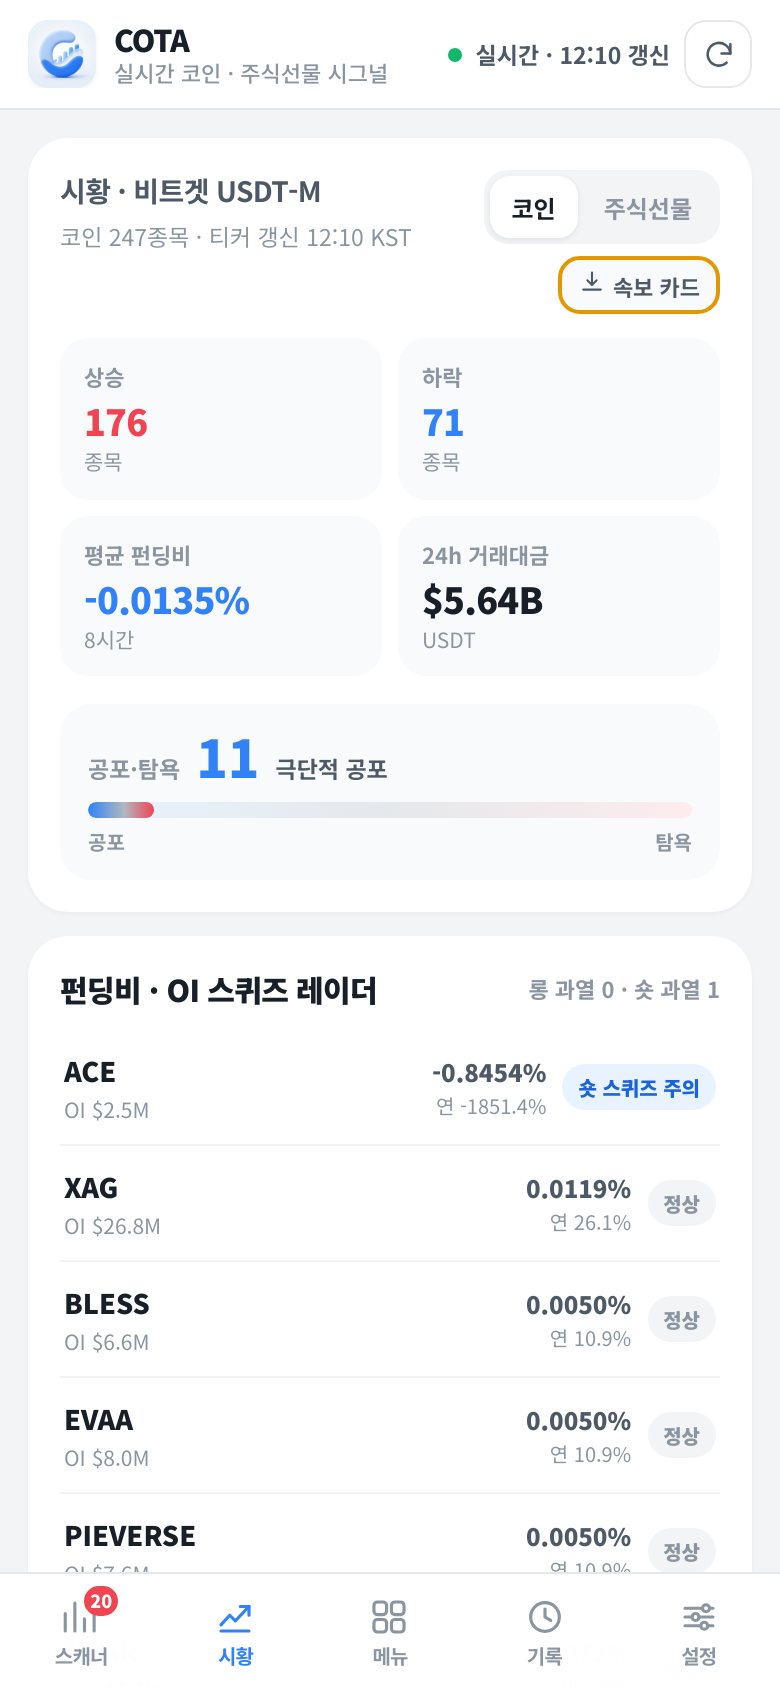 COTA
실시간 코인 · 주식선물 시그널
실시간 · 12:10 갱신
시황 · 비트겟 USDT-M
코인 247종목 · 티커 갱신 12:10 KST
코인
주식선물
속보 카드
상승
176
종목
하락
71
종목
평균 펀딩비
-0.0135%
8시간
24h 거래대금
$5.64B
USDT
공포·탐욕 11 극단적 공포
공포
탐욕
펀딩비 · OI 스퀴즈 레이더
롱 과열 0 · 숏 과열 1
ACE
OI $2.5M
-0.8454%
연 -1851.4%
숏 스퀴즈 주의
XAG
OI $26.8M
0.0119%
연 26.1%
정상
BLESS
OI $6.6M
0.0050%
연 10.9%
정상
EVAA
OI $8.0M
0.0050%
연 10.9%
정상
PIEVERSE
OI $7.6M
0.0050%
연 10.9%
정상
20
스캐너
시황
메뉴
기록
설정